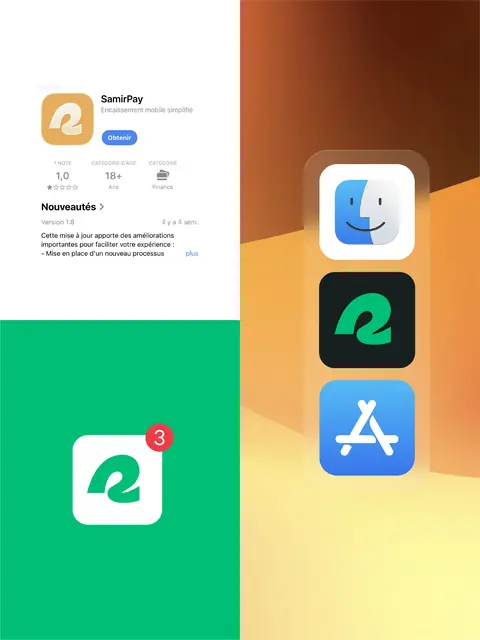 SamirPay
Encaissement mobile simplifié
Obtenir
1 NOTE
CATÉGORIE D'ÂGE
CATÉGORIE
1,0
18+
Ans
Finance
Nouveautés
Version 1.8
il y a 4 sem.
Cette mise à jour apporte des améliorations
importantes pour faciliter votre expérience :
- Mise en place d'un nouveau processus
plus
3